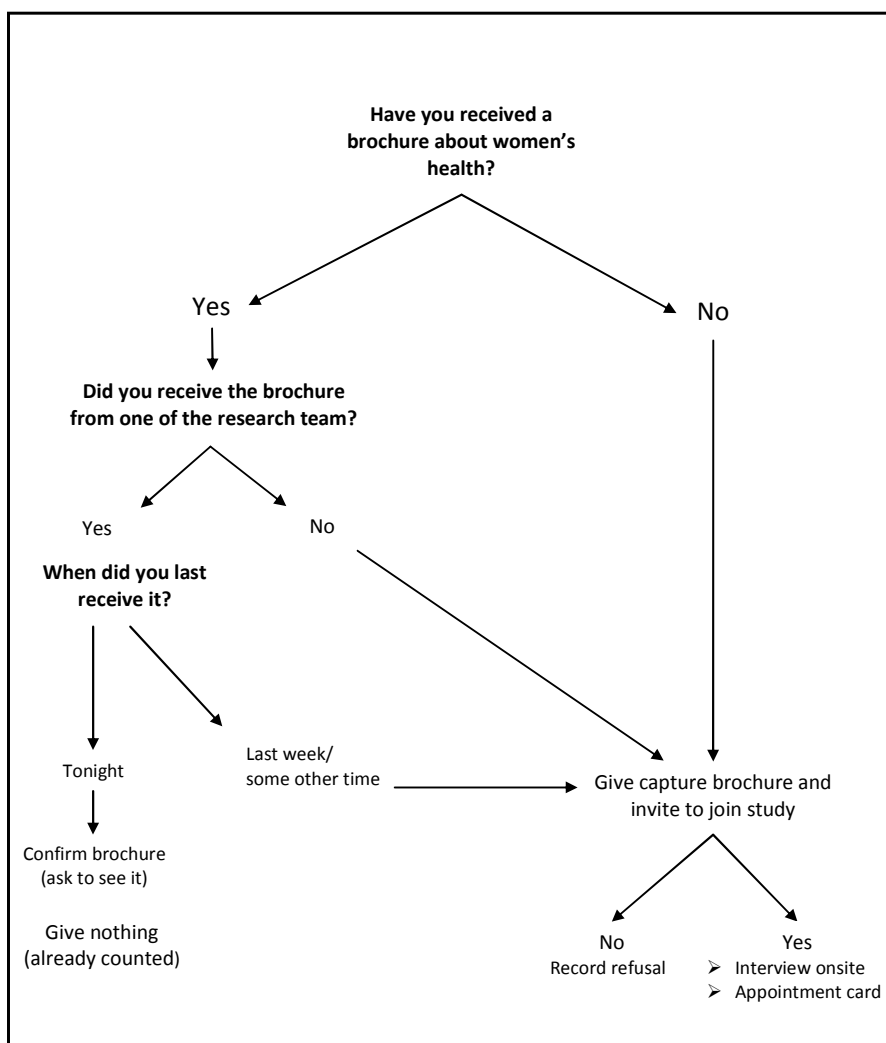 Have you received a
brochure about women’s
health?
Yes
No
Did you receive the brochure
from one of the research team?
Yes
No
When did you last
receive it?
Last week/
some other time
Tonight
Give capture brochure and
invite to join study
Confirm brochure
(ask to see it)
Give nothing
(already counted)
No
Record refusal
Yes
➢ Interview onsite
➢ Appointment card